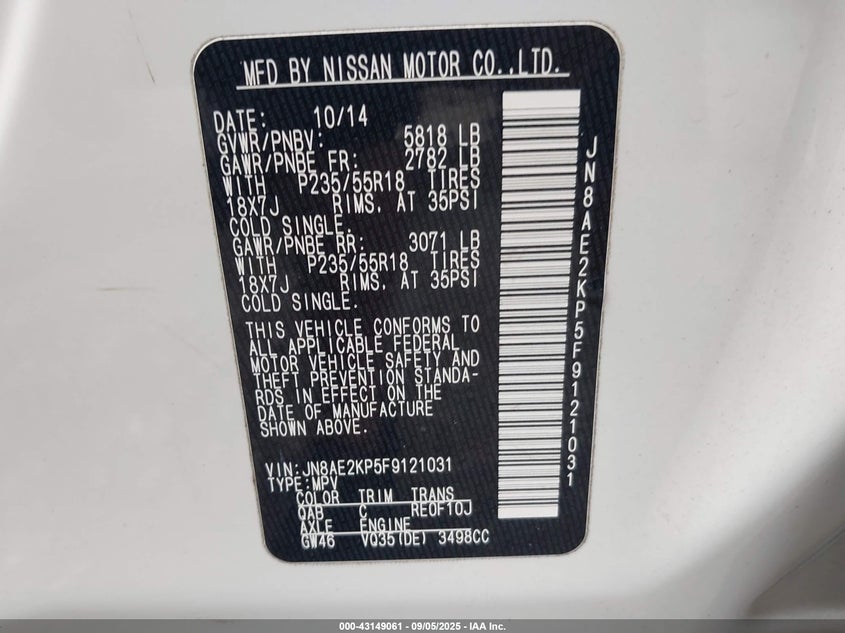 MFD BY NISSAN MOTOR CO.,LTD.
DATE: 10/14
GVWR/PNBV: 5818 LB
GAWR/PNBE FR: 2782 LB
WITH P235/55R18 TIRES
18X7J RIMS, AT 35PSI
COLD SINGLE.
GAWR/PNBE RR: 3071 LB
WITH P235/55R18 TIRES
18X7J RIMS, AT 35PSI
COLD SINGLE.
THIS VEHICLE CONFORMS TO
ALL APPLICABLE FEDERAL
MOTOR VEHICLE SAFETY AND
THEFT PREVENTION STANDA-
RDS IN EFFECT ON THE
DATE OF MANUFACTURE
SHOWN ABOVE.
VIN:JN8AE2KP5F9121031
TYPE:MPV
COLOR TRIM TRANS
QAB C RE0F10J
AXLE ENGINE
GW46 VQ35(DE) 3498CC
JN8AE2KP5F9121031
000-43149061 - 09/05/2025 - IAA Inc.